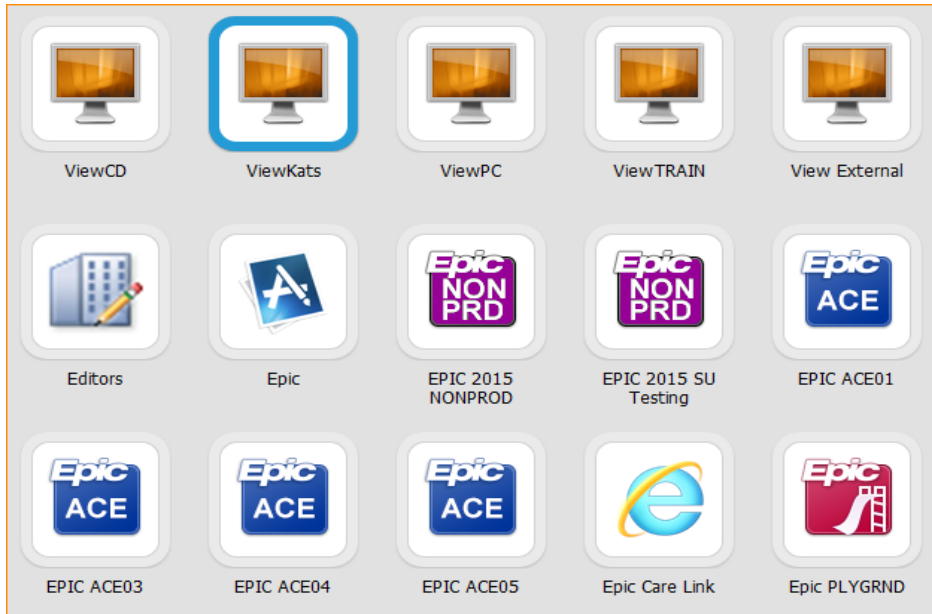 ViewCD
ViewKats
ViewPC
ViewTRAIN
View External
Epic
NON
PRD
Epic
NON
PRD
Epic
ACE
Editors
Epic
EPIC 2015
NONPROD
EPIC 2015 SU
Testing
EPIC ACE01
Epic
ACE
Epic
ACE
Epic
ACE
Epic
EPIC ACE03
EPIC ACE04
EPIC ACE05
Epic Care Link
Epic PLYGRND